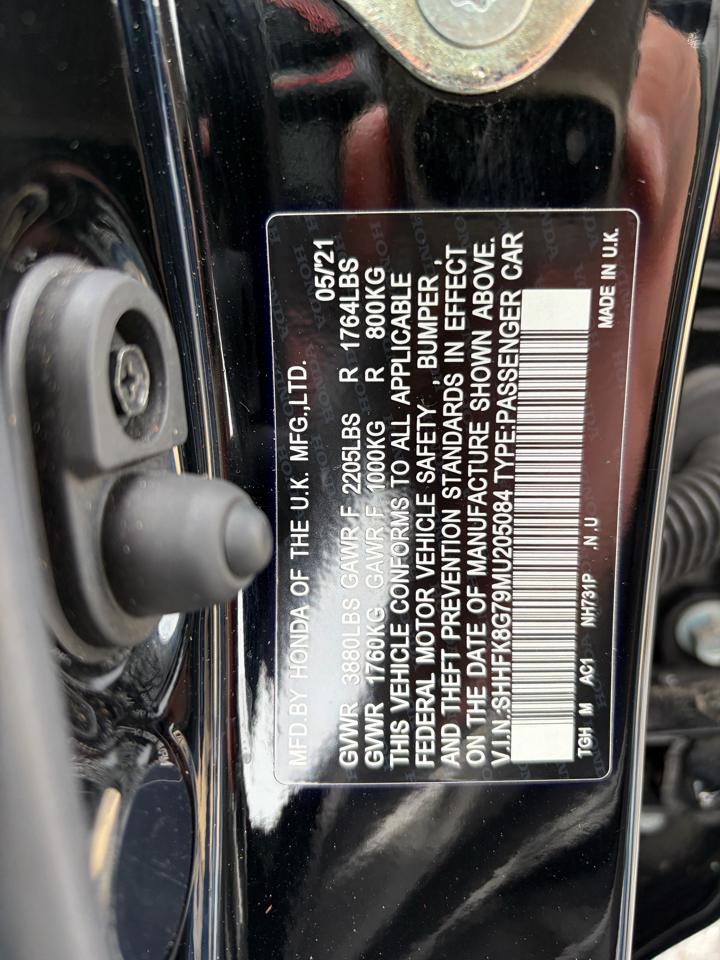 MFD.BY HONDA OF THE U.K. MFG.,LTD. 05/'21
GVWR 3880LBS GAWR F 2205LBS R 1764LBS
GVWR 1760KG GAWR F 1000KG R 800KG
THIS VEHICLE CONFORMS TO ALL APPLICABLE
FEDERAL MOTOR VEHICLE SAFETY , BUMPER ,
AND THEFT PREVENTION STANDARDS IN EFFECT
ON THE DATE OF MANUFACTURE SHOWN ABOVE.
V.I.N.:SHHFK8G79MU205084 TYPE:PASSENGER CAR
TGH M AC1 NH731P .N .U MADE IN U.K.